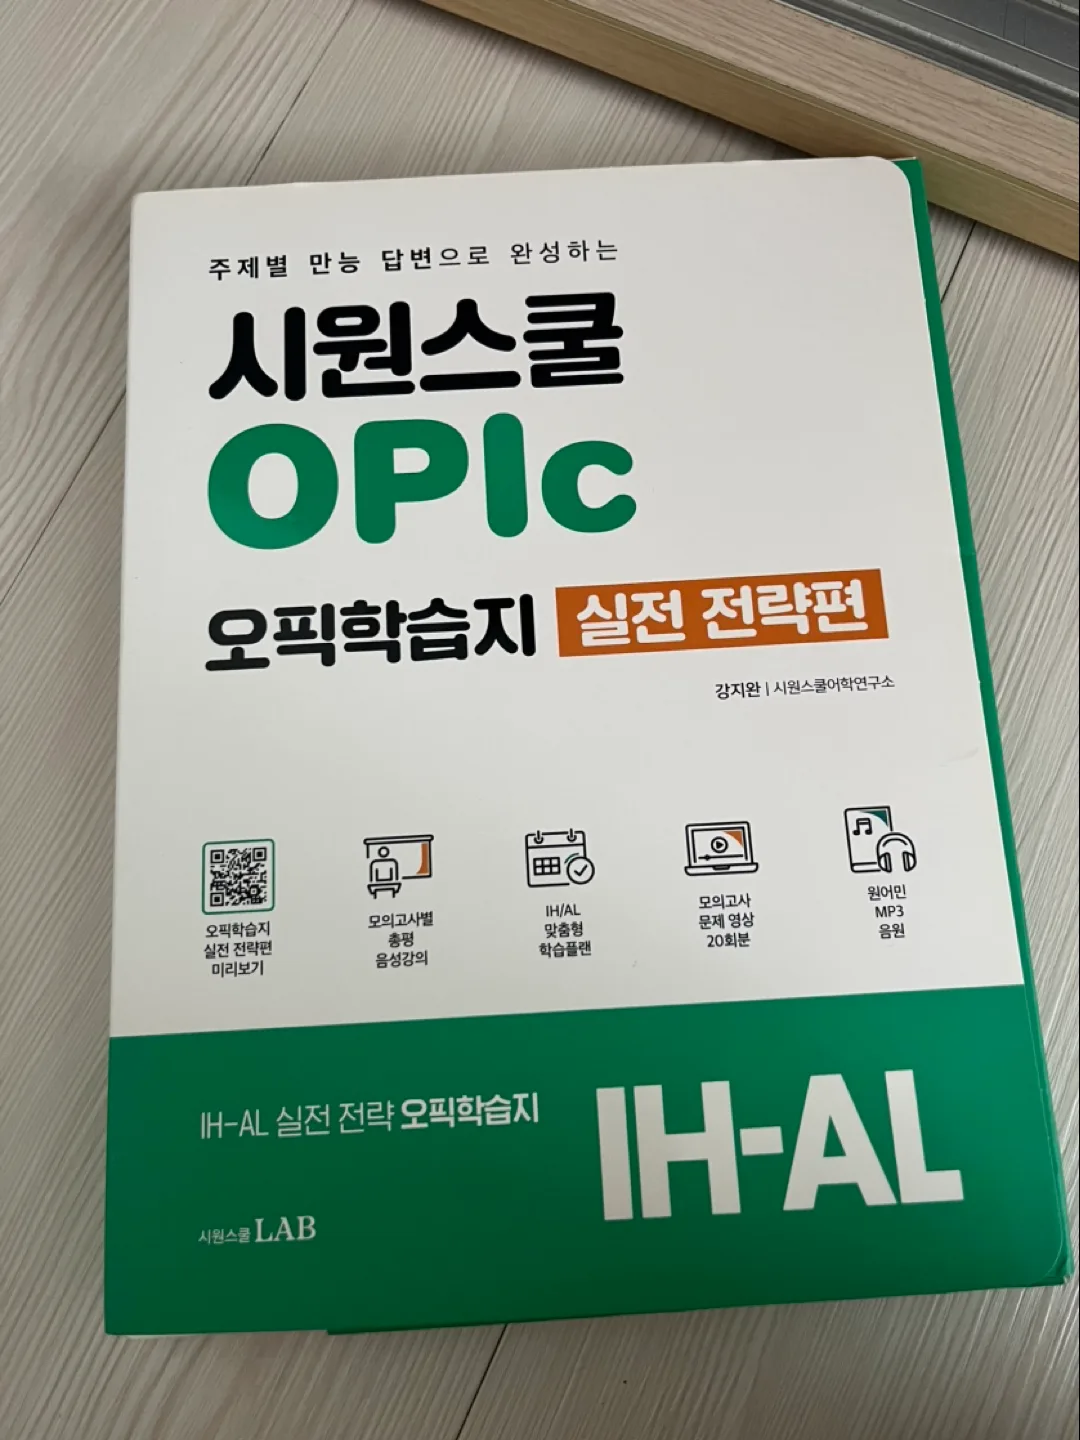 주제별 만능 답변으로 완성하는
시원스쿨
OPIc
오픽학습지 실전 전략편
강지완 | 시원스쿨어학연구소
오픽학습지
실전 전략편
미리보기
모의고사별
총평
음성강의
IH/AL
맞춤형
학습플랜
모의고사
문제 영상
20회분
원어민
MP3
음원
IH-AL 실전 전략 오픽학습지
IH-AL
시원스쿨 LAB